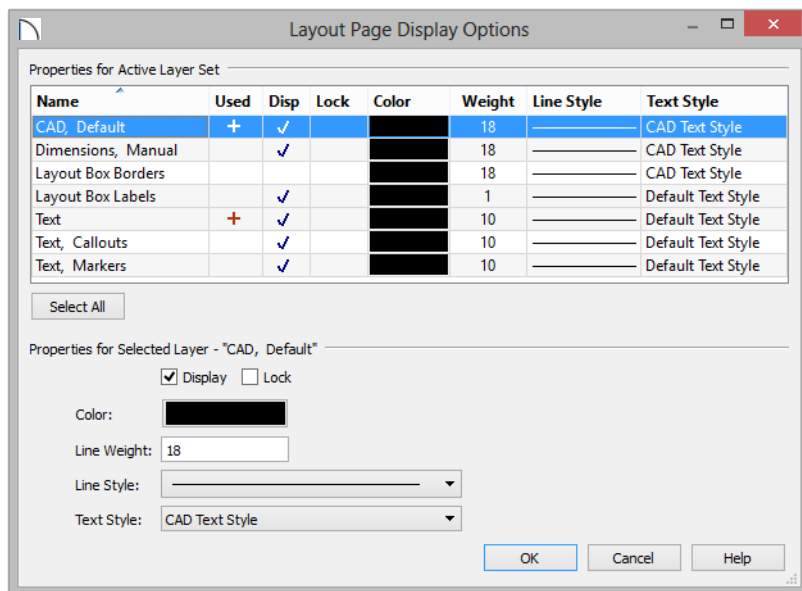 Layout Page Display Options
Properties for Active Layer Set
Name Used Disp Lock Color Weight Line Style Text Style
CAD, Default + ✓ 18 CAD Text Style
Dimensions, Manual ✓ 18 CAD Text Style
Layout Box Borders 18 CAD Text Style
Layout Box Labels ✓ 1 Default Text Style
Text + ✓ 10 Default Text Style
Text, Callouts ✓ 10 Default Text Style
Text, Markers ✓ 10 Default Text Style
Select All
Properties for Selected Layer - "CAD, Default"
Display Lock
Color:
Line Weight: 18
Line Style:
Text Style: CAD Text Style
OK Cancel Help